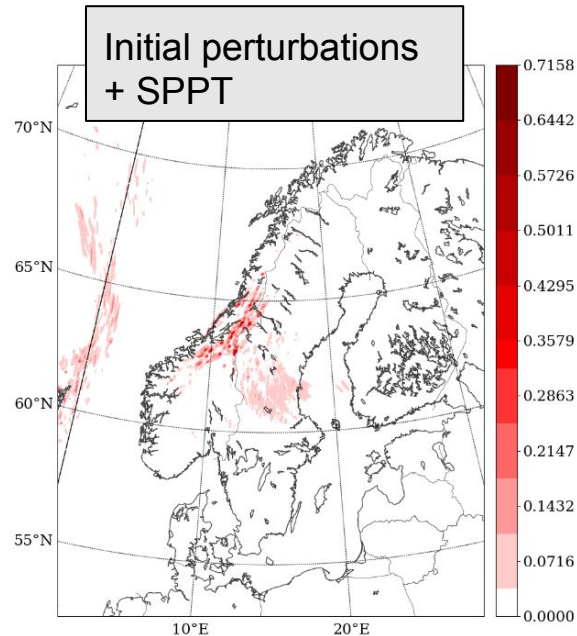 Initial perturbations
+ SPPT
70°N
65°N
60°N
55°N
10°E
20°E
0.7158
0.6442
0.5726
0.5011
0.4295
0.3579
0.2863
0.2147
0.1432
0.0716
0.0000